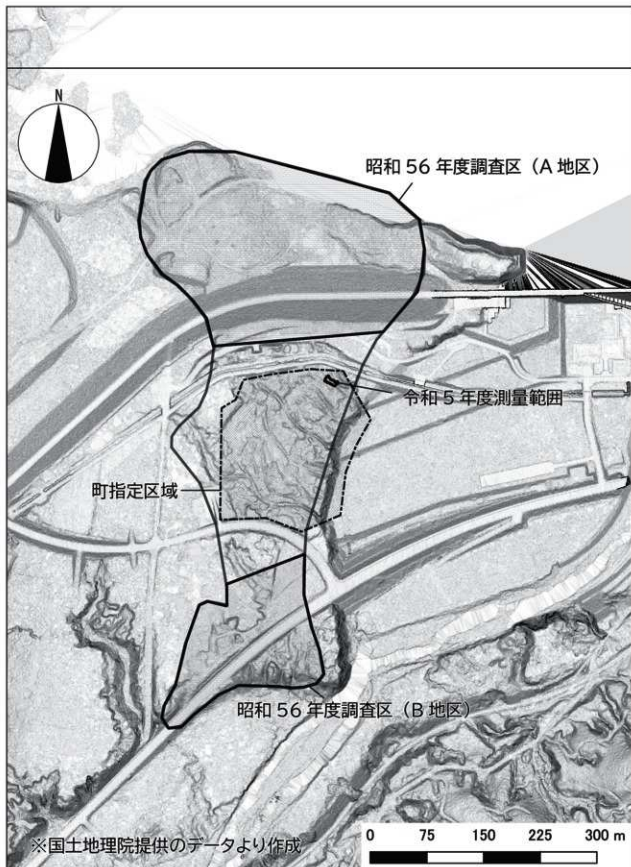 N
昭和 56 年度調査区（A 地区）
令和 5 年度測量範囲
町指定区域
昭和 56 年度調査区（B 地区）
※国土地理院提供のデータより作成
0 75 150 225 300 m